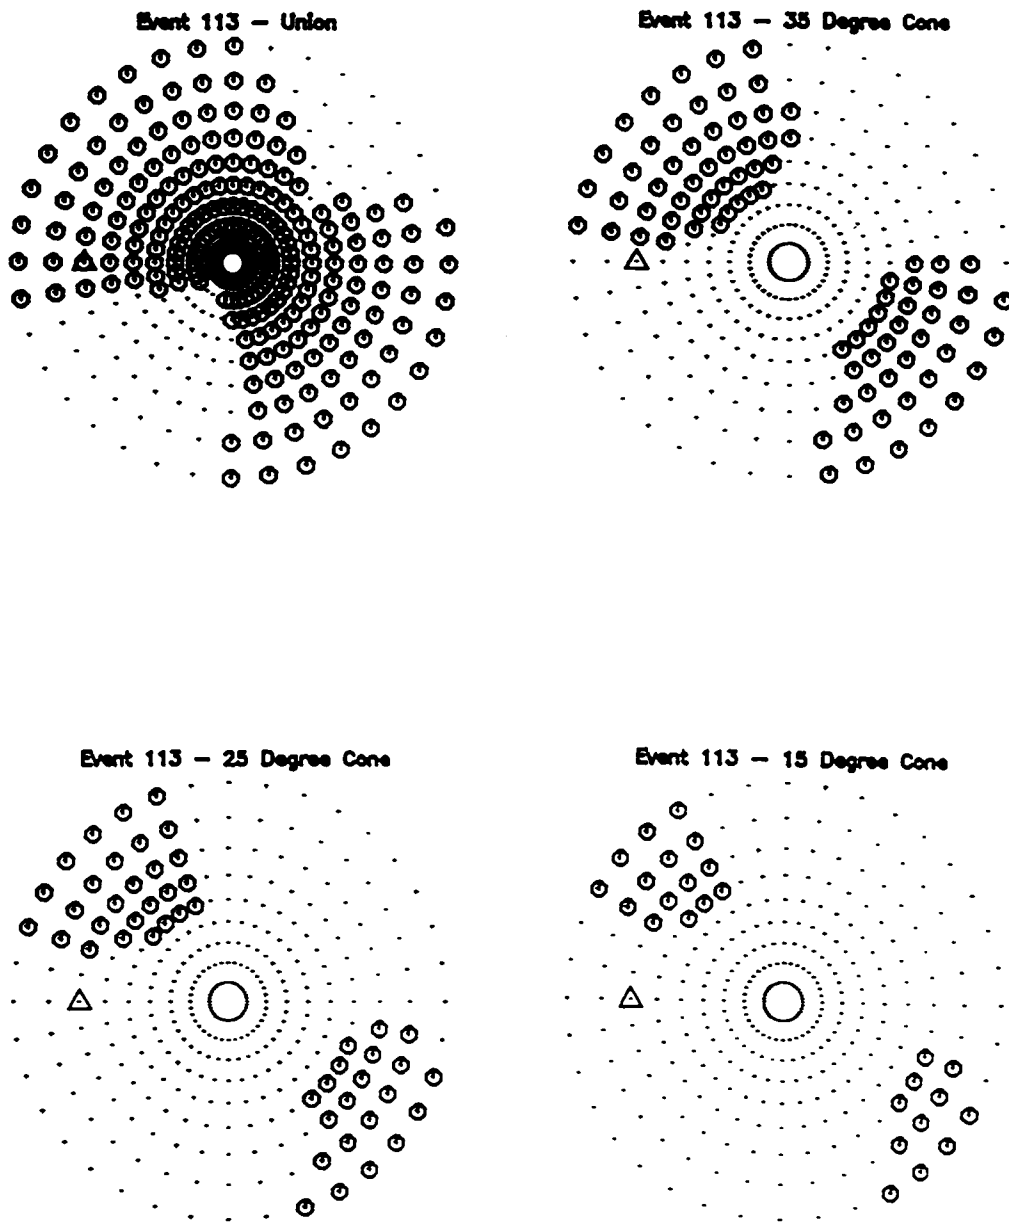 Event 113 – Union
Event 113 – 35 Degree Cone
Event 113 – 25 Degree Cone
Event 113 – 15 Degree Cone